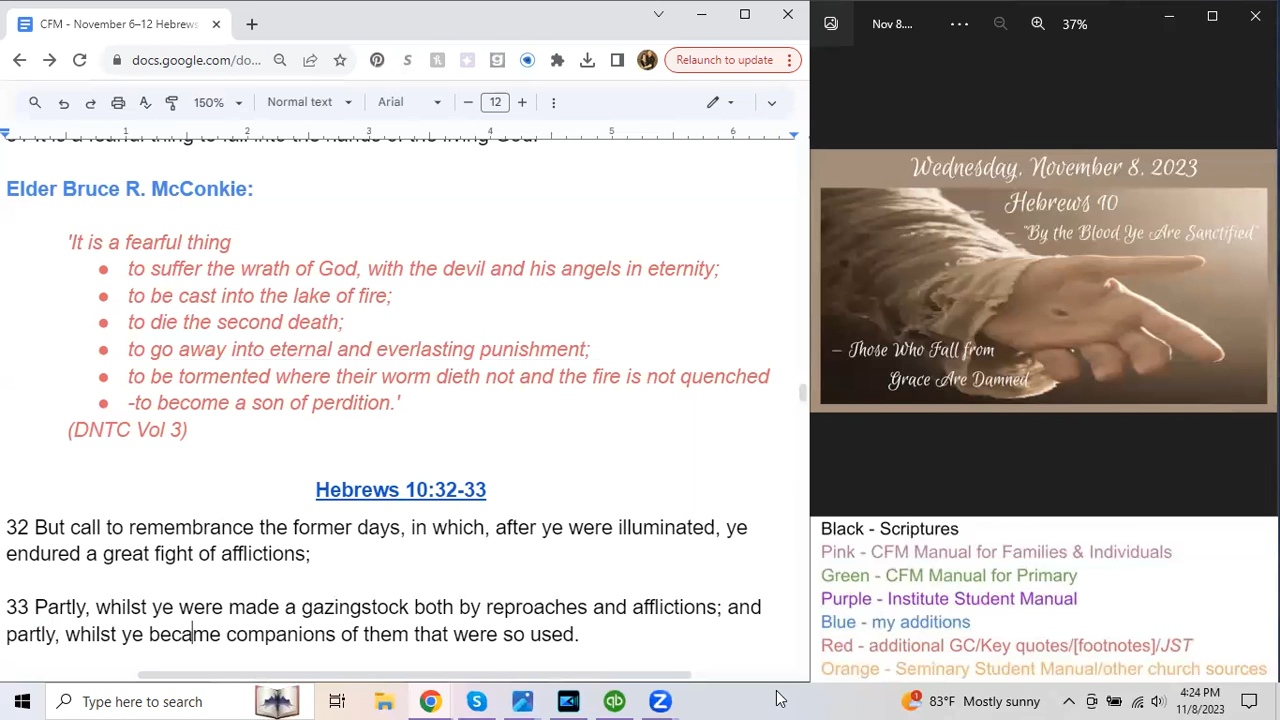 CFM - November 6–12 Hebrews
docs.google.com/do...
Relaunch to update
150%
Normal text
Arial
12
1 2 3 4 5 6
Elder Bruce R. McConkie:
'It is a fearful thing
● to suffer the wrath of God, with the devil and his angels in eternity;
● to be cast into the lake of fire;
● to die the second death;
● to go away into eternal and everlasting punishment;
● to be tormented where their worm dieth not and the fire is not quenched
● -to become a son of perdition.'
(DNTC Vol 3)
Hebrews 10:32-33
32 But call to remembrance the former days, in which, after ye were illuminated, ye
endured a great fight of afflictions;
33 Partly, whilst ye were made a gazingstock both by reproaches and afflictions; and
partly, whilst ye became companions of them that were so used.
Nov 8....
37%
Wednesday, November 8, 2023
Hebrews 10
– "By the Blood Ye Are Sanctified"
– Those Who Fall from
Grace Are Damned
Black - Scriptures
Pink - CFM Manual for Families & Individuals
Green - CFM Manual for Primary
Purple - Institute Student Manual
Blue - my additions
Red - additional GC/Key quotes/[footnotes]/JST
Orange - Seminary Student Manual/other church sources
Type here to search
83°F Mostly sunny
4:24 PM
11/8/2023